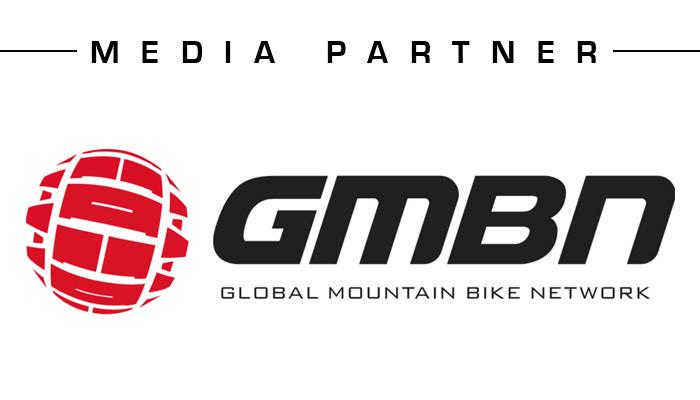 MEDIA PARTNER
GMBN
GLOBAL MOUNTAIN BIKE NETWORK